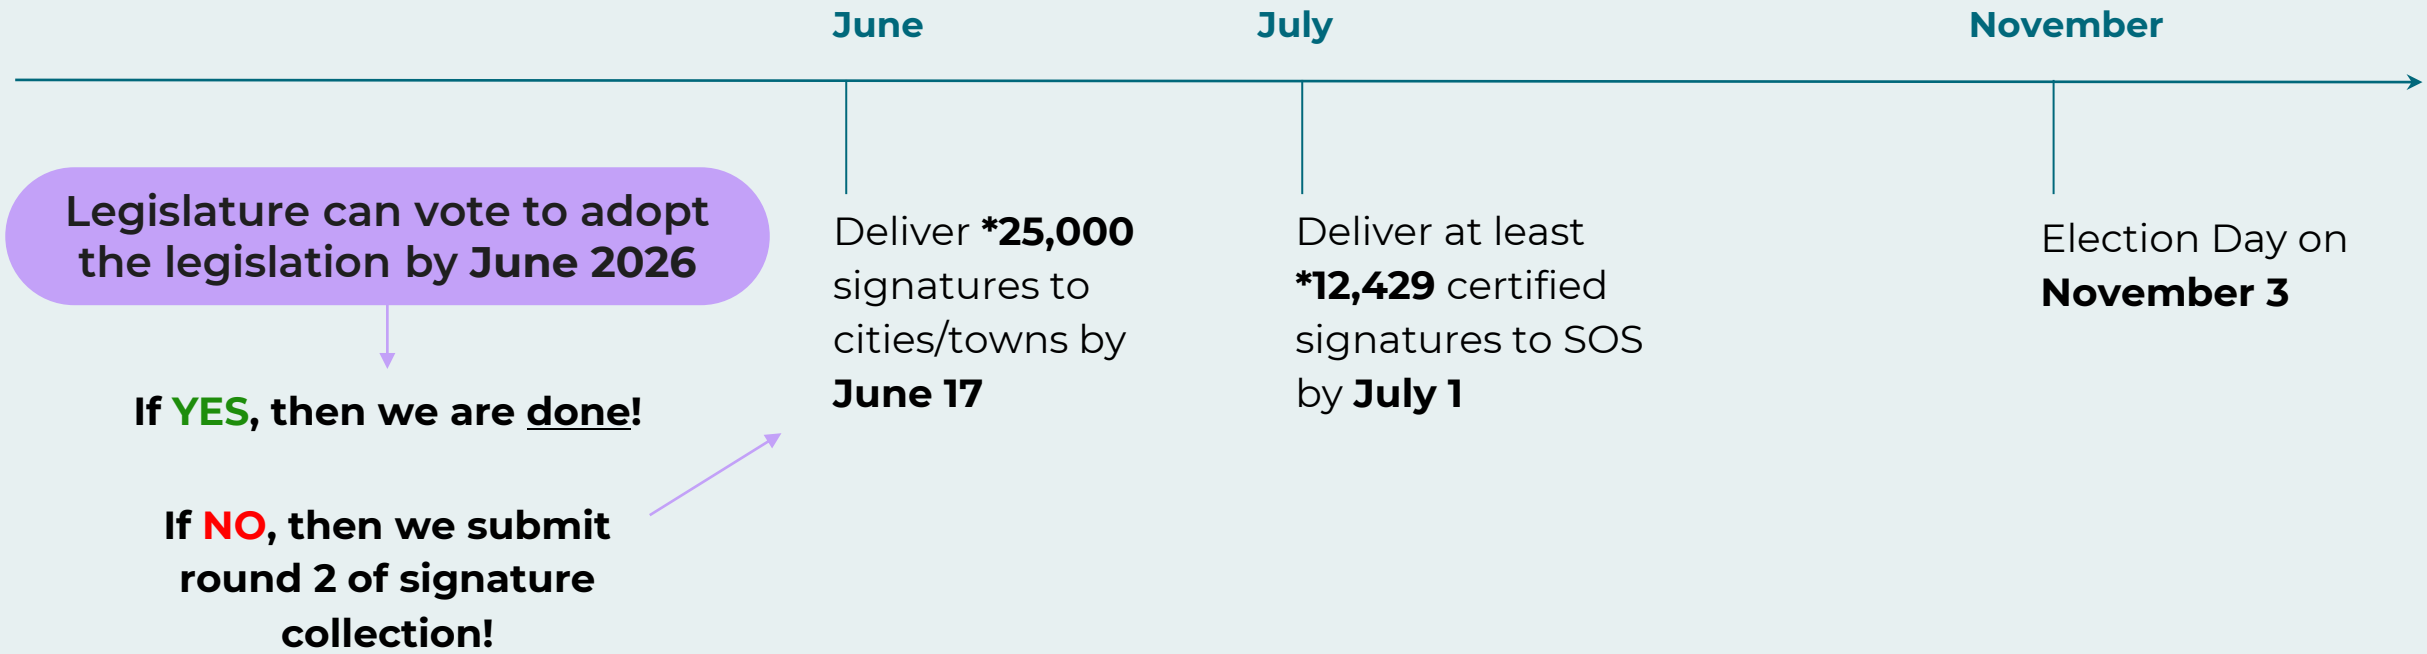 June
July
November
Legislature can vote to adopt
the legislation by June 2026
If YES, then we are done!
If NO, then we submit
round 2 of signature
collection!
Deliver *25,000
signatures to
cities/towns by
June 17
Deliver at least
*12,429 certified
signatures to SOS
by July 1
Election Day on
November 3